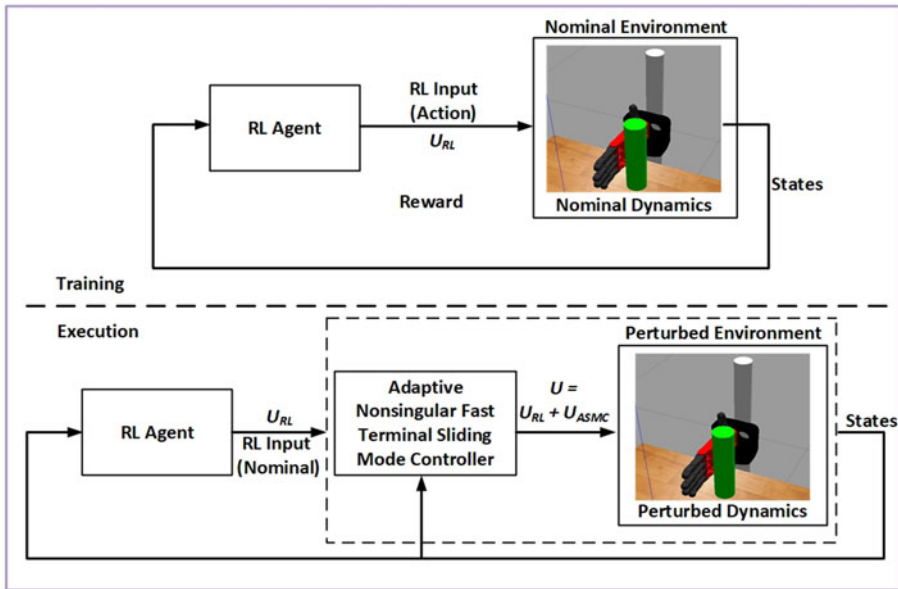 Nominal Environment
RL Input
(Action)
U_RL
RL Agent
Nominal Dynamics
States
Reward
Training
Execution
Perturbed Environment
Adaptive
Nonsingular Fast
Terminal Sliding
Mode Controller
U =
U_RL + U_ASMC
States
RL Agent
U_RL
RL Input
(Nominal)
Perturbed Dynamics